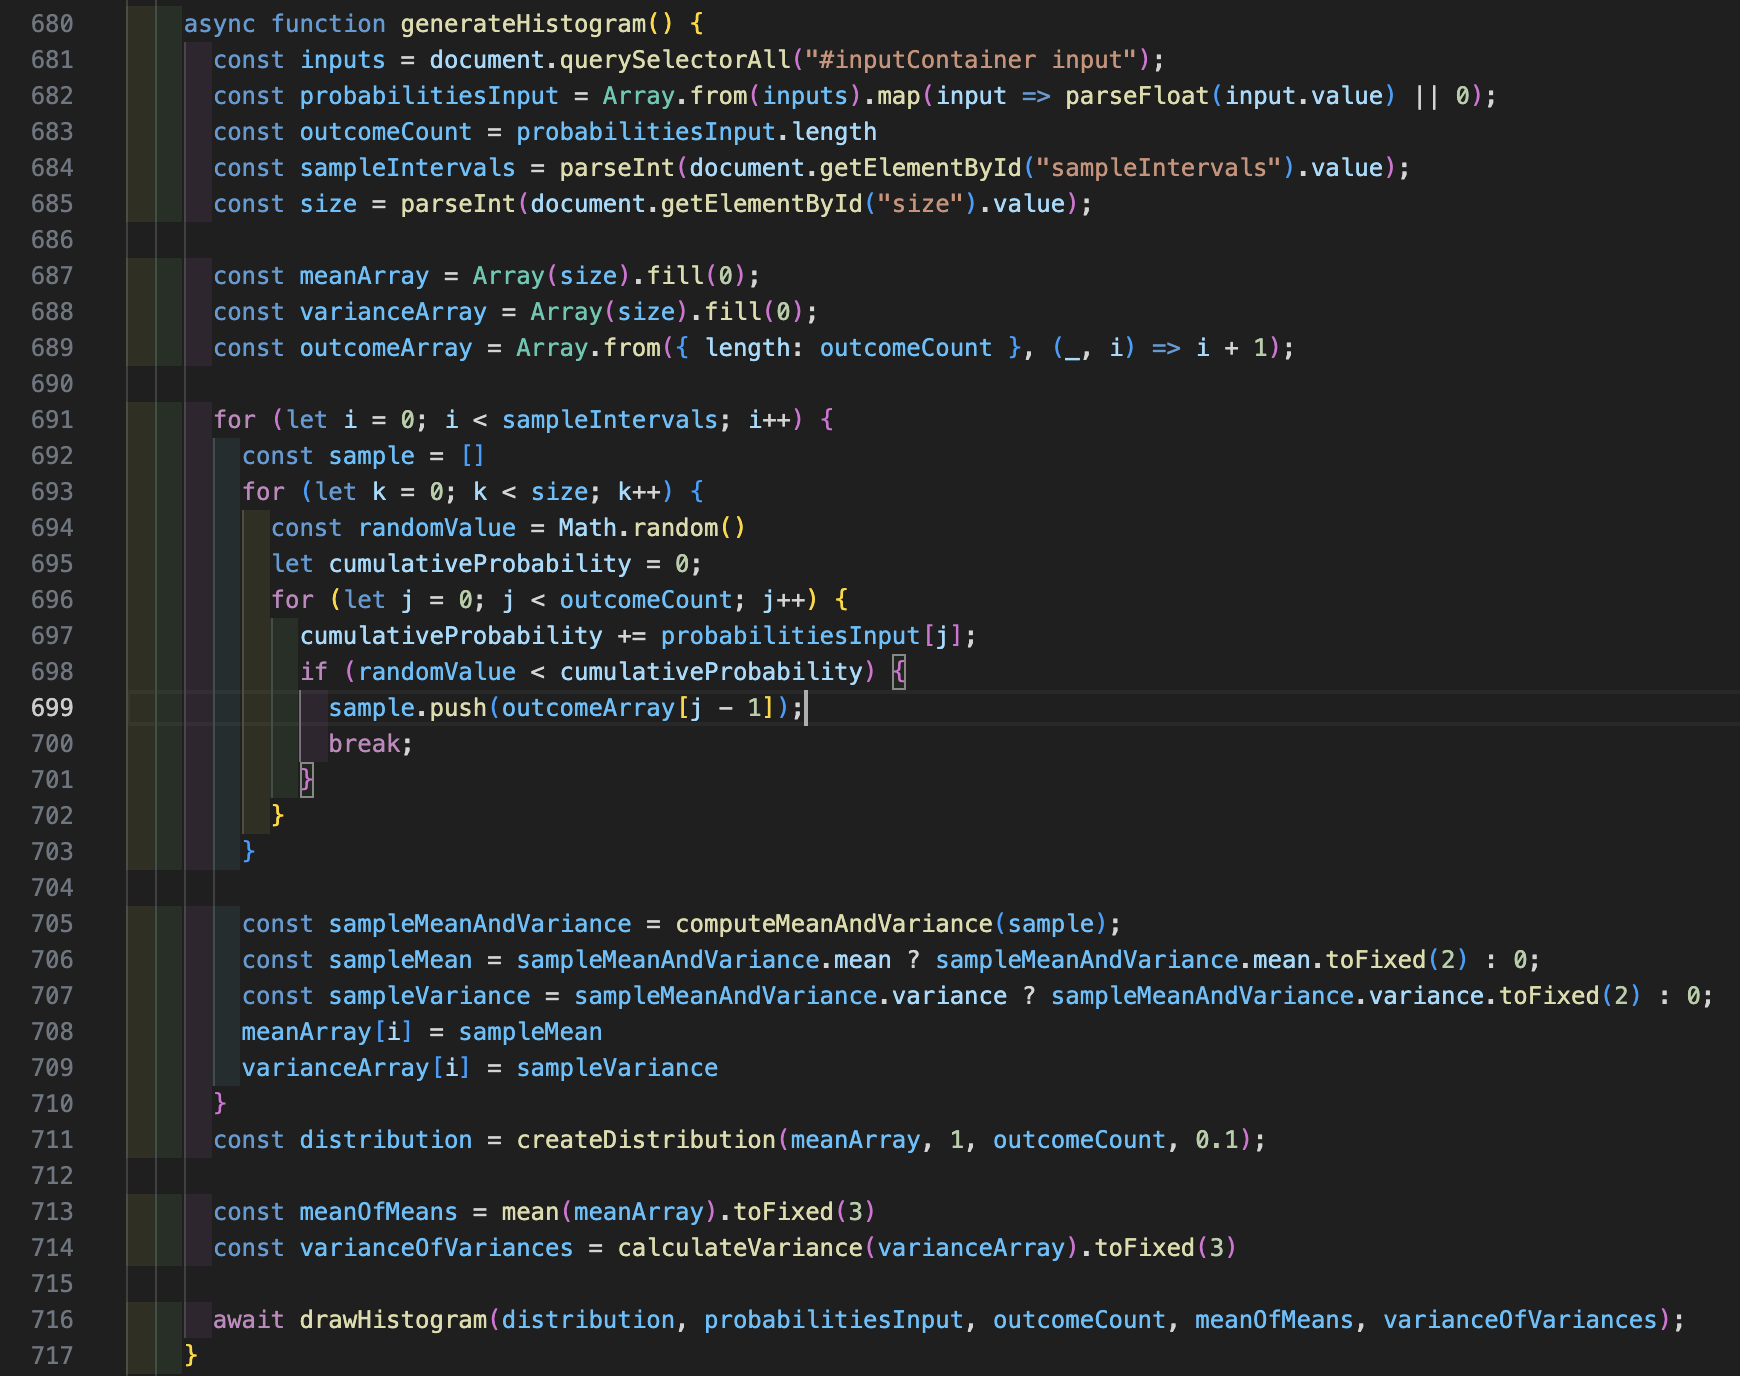 680 async function generateHistogram() {
681 const inputs = document.querySelectorAll("#inputContainer input");
682 const probabilitiesInput = Array.from(inputs).map(input => parseFloat(input.value) || 0);
683 const outcomeCount = probabilitiesInput.length
684 const sampleIntervals = parseInt(document.getElementById("sampleIntervals").value);
685 const size = parseInt(document.getElementById("size").value);
686
687 const meanArray = Array(size).fill(0);
688 const varianceArray = Array(size).fill(0);
689 const outcomeArray = Array.from({ length: outcomeCount }, (_, i) => i + 1);
690
691 for (let i = 0; i < sampleIntervals; i++) {
692 const sample = []
693 for (let k = 0; k < size; k++) {
694 const randomValue = Math.random()
695 let cumulativeProbability = 0;
696 for (let j = 0; j < outcomeCount; j++) {
697 cumulativeProbability += probabilitiesInput[j];
698 if (randomValue < cumulativeProbability) {
699 sample.push(outcomeArray[j - 1]);
700 break;
701 }
702 }
703 }
704
705 const sampleMeanAndVariance = computeMeanAndVariance(sample);
706 const sampleMean = sampleMeanAndVariance.mean ? sampleMeanAndVariance.mean.toFixed(2) : 0;
707 const sampleVariance = sampleMeanAndVariance.variance ? sampleMeanAndVariance.variance.toFixed(2) : 0;
708 meanArray[i] = sampleMean
709 varianceArray[i] = sampleVariance
710 }
711 const distribution = createDistribution(meanArray, 1, outcomeCount, 0.1);
712
713 const meanOfMeans = mean(meanArray).toFixed(3)
714 const varianceOfVariances = calculateVariance(varianceArray).toFixed(3)
715
716 await drawHistogram(distribution, probabilitiesInput, outcomeCount, meanOfMeans, varianceOfVariances);
717 }